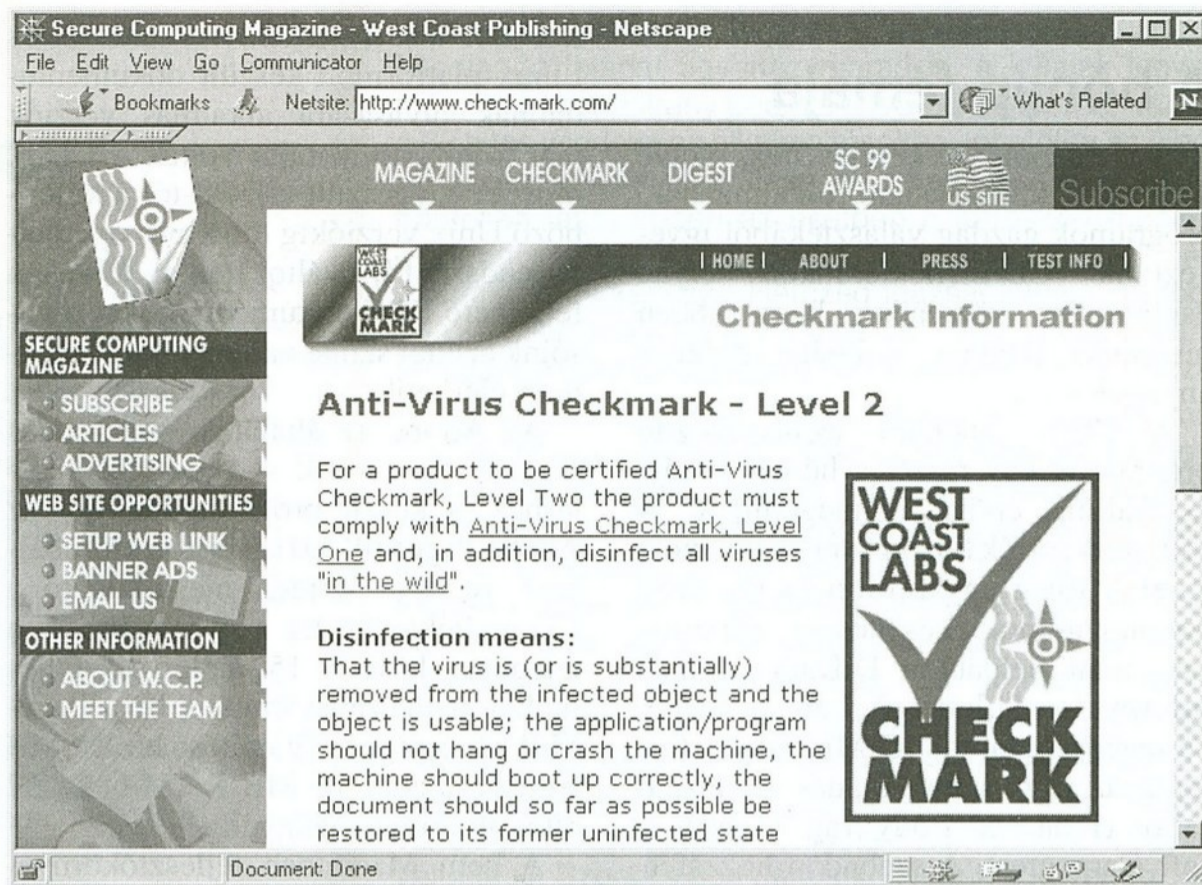 Secure Computing Magazine - West Coast Publishing - Netscape
File Edit View Go Communicator Help
Bookmarks Netsite: http://www.check-mark.com/ What's Related N
MAGAZINE CHECKMARK DIGEST SC 99 AWARDS US SITE Subscribe
WEST COAST LABS CHECK MARK
| HOME | ABOUT | PRESS | TEST INFO |
Checkmark Information
SECURE COMPUTING
MAGAZINE
SUBSCRIBE
ARTICLES
ADVERTISING
WEB SITE OPPORTUNITIES
SETUP WEB LINK
BANNER ADS
EMAIL US
OTHER INFORMATION
ABOUT W.C.P.
MEET THE TEAM
Anti-Virus Checkmark - Level 2
For a product to be certified Anti-Virus
Checkmark, Level Two the product must
comply with Anti-Virus Checkmark, Level
One and, in addition, disinfect all viruses
"in the wild".
Disinfection means:
That the virus is (or is substantially)
removed from the infected object and the
object is usable; the application/program
should not hang or crash the machine, the
machine should boot up correctly, the
document should so far as possible be
restored to its former uninfected state
WEST
COAST
LABS
CHECK
MARK
Document: Done